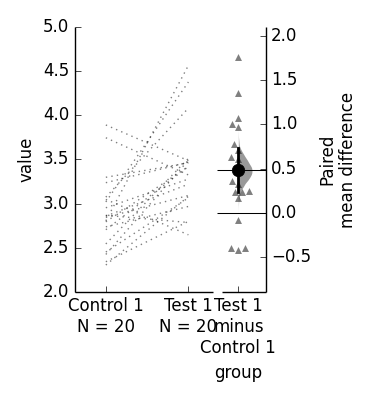 5.0
4.5
4.0
3.5
3.0
2.5
2.0
value
Control 1
N = 20
Test 1
N = 20
2.0
1.5
1.0
0.5
0.0
−0.5
Paired
mean difference
Test 1
minus
Control 1
group